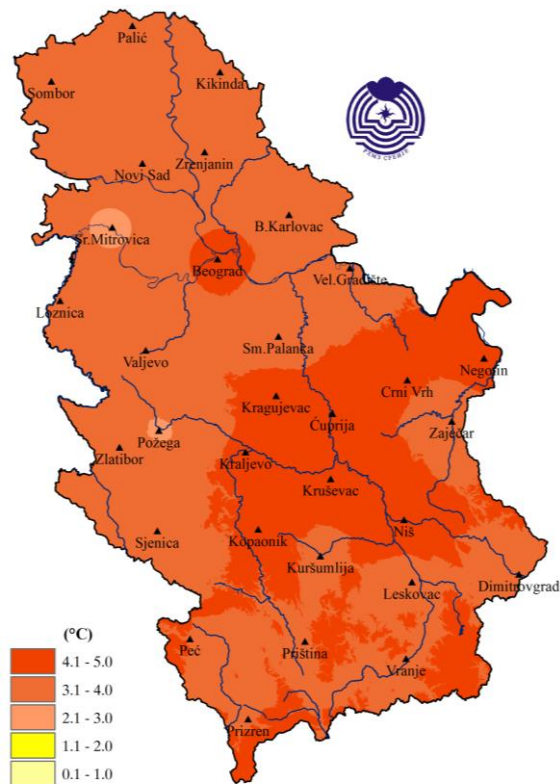 Palić
Kikinda
Sombor
Zrenjanin
Novi Sad
B.Karlovac
Sr.Mitrovica
Beograd
Vel.Gradište
Loznica
Sm.Palanka
Valjevo
Negotin
Crni Vrh
Kragujevac
Ćuprija
Zaječar
Požega
Zlatibor
Kraljevo
Kruševac
Niš
Sjenica
Kopaonik
Kuršumlija
Dimitrovgrad
Leskovac
Peć
Priština
Vranje
Prizren
(°C)
4.1 - 5.0
3.1 - 4.0
2.1 - 3.0
1.1 - 2.0
0.1 - 1.0